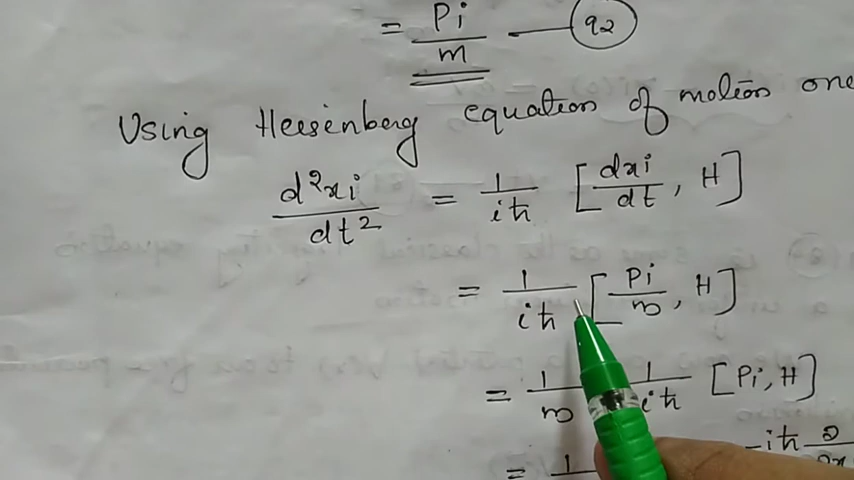 = Pi/m — 92
Using Heisenberg equation of motion one
d²xi/dt² = 1/iħ [dxi/dt, H]
= 1/iħ [Pi/m, H]
= 1/m 1/iħ [Pi, H]
= 1 -iħ ∂